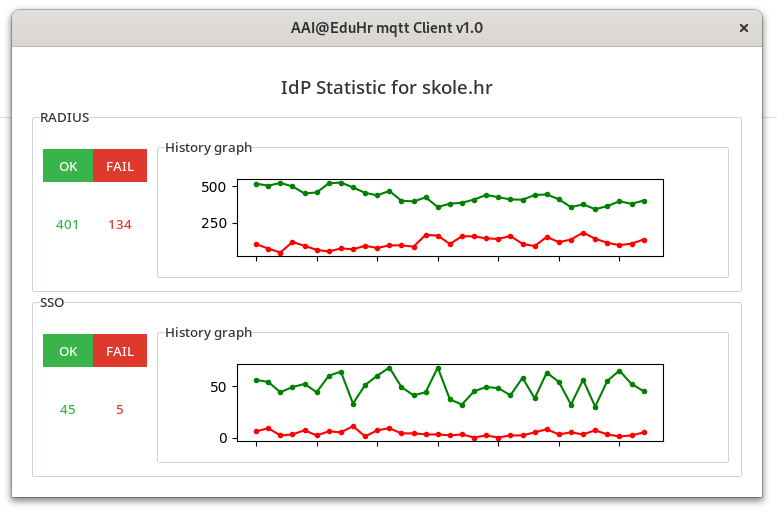 AAI@EduHr mqtt Client v1.0 ×
IdP Statistic for skole.hr
RADIUS
OK FAIL
401 134
History graph
500
250
SSO
OK FAIL
45 5
History graph
50
0